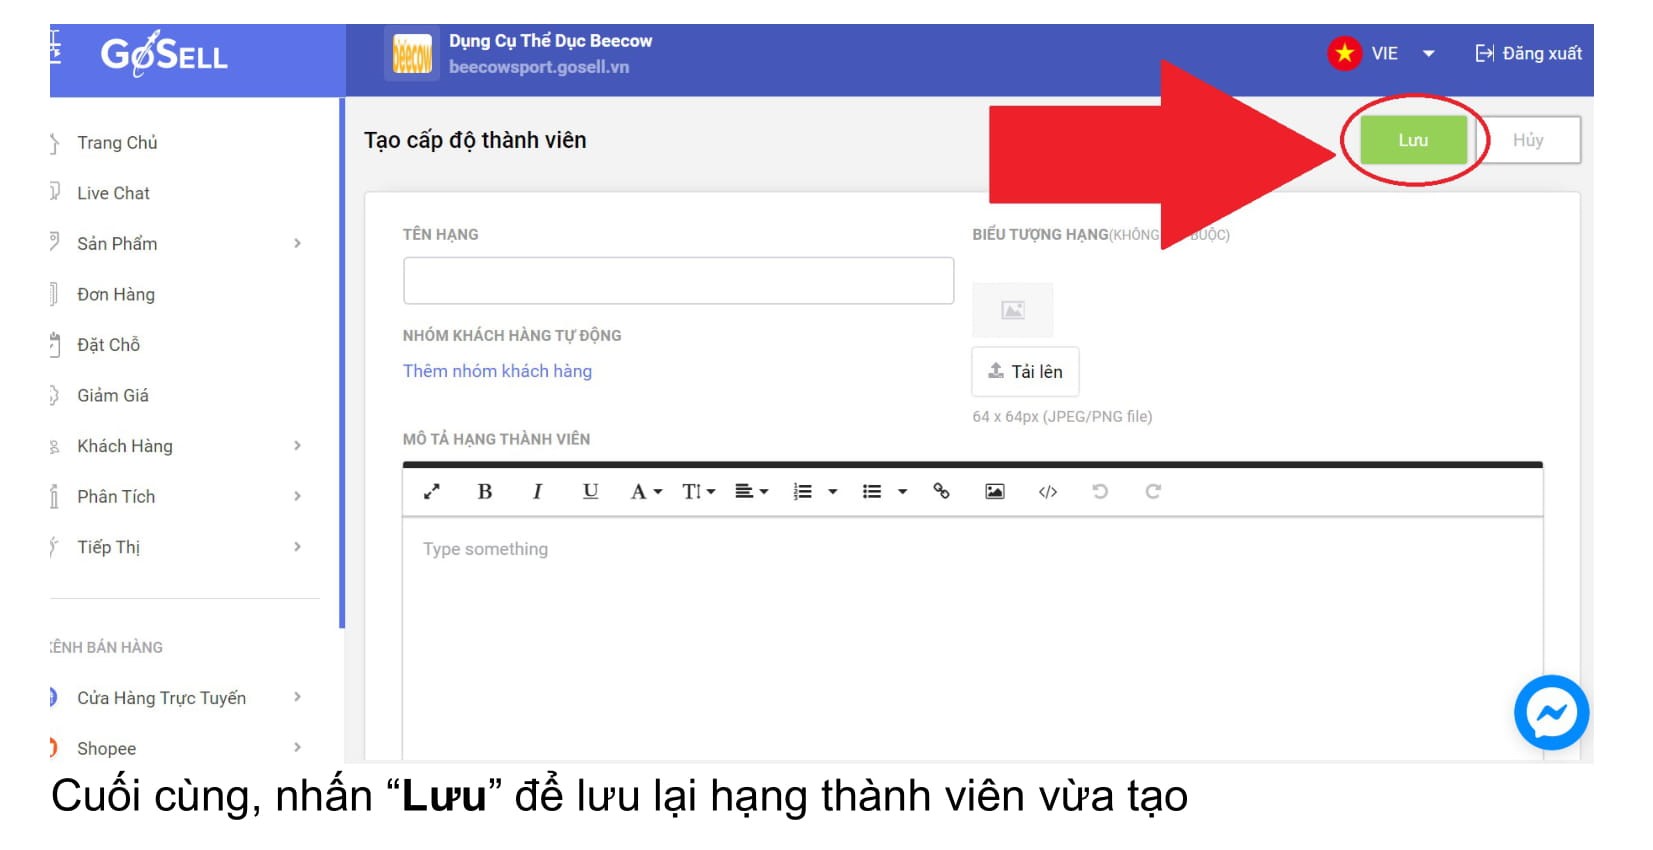 GoSELL
Dụng Cụ Thể Dục Beecow
beecow
beecowsport.gosell.vn
VIE
Đăng xuất
Trang Chủ
Live Chat
Sản Phẩm
Đơn Hàng
Đặt Chỗ
Giảm Giá
Khách Hàng
Phân Tích
Tiếp Thị
BÁN HÀNG
Cửa Hàng Trực Tuyến
Shopee
Tạo cấp độ thành viên
Lưu
Hủy
TÊN HẠNG
BIỂU TƯỢNG HẠNG(KHÔNG BUỘC)
NHÓM KHÁCH HÀNG TỰ ĐỘNG
Thêm nhóm khách hàng
Tải lên
64 x 64px (JPEG/PNG file)
MÔ TẢ HẠNG THÀNH VIÊN
B I U A T! </>
Type something
Cuối cùng, nhấn “Lưu” để lưu lại hạng thành viên vừa tạo